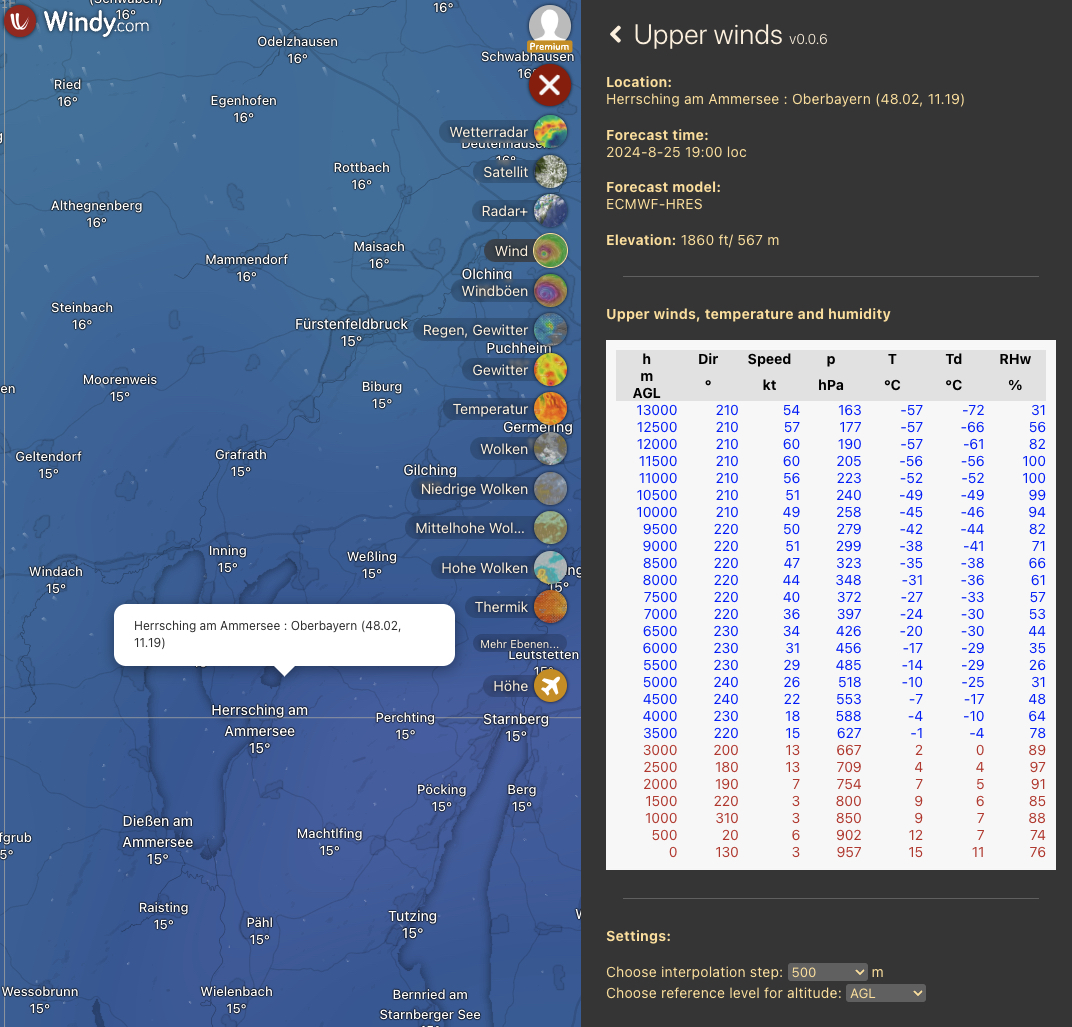 (Schwaben)
16°
16°
Windy.com
Premium
Odelzhausen
16°
Schwabhausen
16°
Ried
16°
Egenhofen
16°
Wetterradar
Deutenhausen
16°
Satellit
Rottbach
16°
Althegnenberg
16°
Radar+
Maisach
16°
Wind
Mammendorf
16°
Olching
Windböen
Steinbach
16°
Fürstenfeldbruck
15°
Regen, Gewitter
Puchheim
Gewitter
Moorenweis
15°
Biburg
15°
en
Temperatur
Germering
Wolken
Geltendorf
15°
Grafrath
15°
Gilching
Niedrige Wolken
Mittelhohe Wol...
Inning
15°
Weßling
15°
Hohe Wolken
ng
15°
Windach
15°
Thermik
Herrsching am Ammersee : Oberbayern (48.02,
11.19)
Mehr Ebenen...
Leutstetten
15°
Höhe
Herrsching am
Ammersee
15°
Perchting
15°
Starnberg
15°
Pöcking
15°
Berg
15°
Dießen am
Ammersee
15°
Machtlfing
15°
fgrub
5°
Raisting
15°
Pähl
15°
Tutzing
15°
Wessobrunn
15°
Wielenbach
15°
Bernried am
Starnberger See
Upper winds v0.0.6
Location:
Herrsching am Ammersee : Oberbayern (48.02, 11.19)
Forecast time:
2024-8-25 19:00 loc
Forecast model:
ECMWF-HRES
Elevation: 1860 ft/ 567 m
Upper winds, temperature and humidity
h Dir Speed p T Td RHw
m ° kt hPa °C °C %
AGL
13000 210 54 163 -57 -72 31
12500 210 57 177 -57 -66 56
12000 210 60 190 -57 -61 82
11500 210 60 205 -56 -56 100
11000 210 56 223 -52 -52 100
10500 210 51 240 -49 -49 99
10000 210 49 258 -45 -46 94
9500 220 50 279 -42 -44 82
9000 220 51 299 -38 -41 71
8500 220 47 323 -35 -38 66
8000 220 44 348 -31 -36 61
7500 220 40 372 -27 -33 57
7000 220 36 397 -24 -30 53
6500 230 34 426 -20 -30 44
6000 230 31 456 -17 -29 35
5500 230 29 485 -14 -29 26
5000 240 26 518 -10 -25 31
4500 240 22 553 -7 -17 48
4000 230 18 588 -4 -10 64
3500 220 15 627 -1 -4 78
3000 200 13 667 2 0 89
2500 180 13 709 4 4 97
2000 190 7 754 7 5 91
1500 220 3 800 9 6 85
1000 310 3 850 9 7 88
500 20 6 902 12 7 74
0 130 3 957 15 11 76
Settings:
Choose interpolation step: 500 m
Choose reference level for altitude: AGL